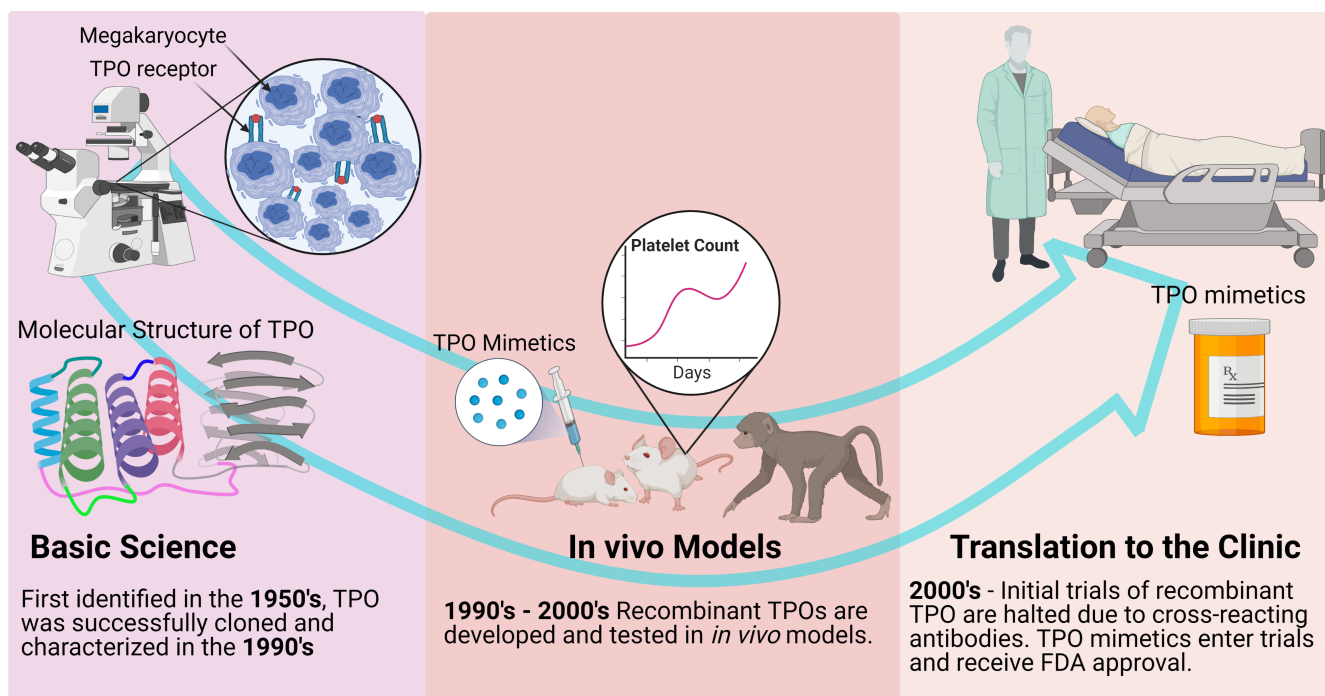 Megakaryocyte
TPO receptor
Molecular Structure of TPO
Basic Science
First identified in the 1950's, TPO
was successfully cloned and
characterized in the 1990's
Platelet Count
Days
TPO Mimetics
In vivo Models
1990's - 2000's Recombinant TPOs are
developed and tested in in vivo models.
TPO mimetics
Rx
Translation to the Clinic
2000's - Initial trials of recombinant
TPO are halted due to cross-reacting
antibodies. TPO mimetics enter trials
and receive FDA approval.